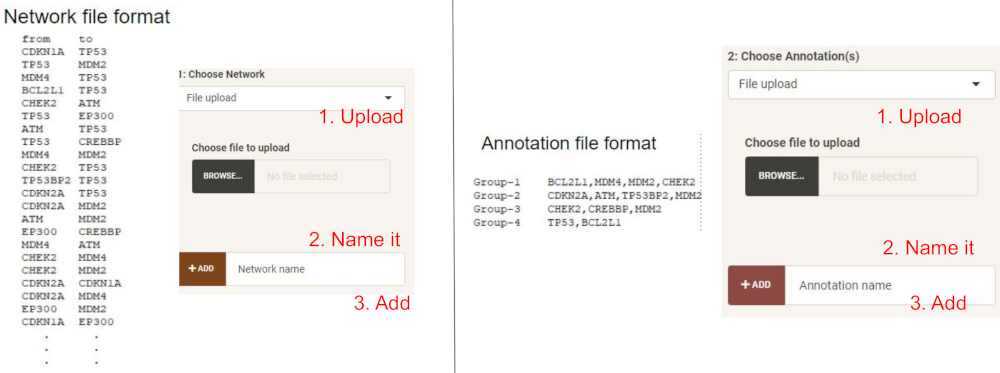 Network file format
from to
CDKN1A TP53
TP53 MDM2
MDM4 TP53
BCL2L1 TP53
CHEK2 ATM
TP53 EP300
ATM TP53
TP53 CREBBP
MDM4 MDM2
CHEK2 TP53
TP53BP2 TP53
CDKN2A TP53
CDKN2A MDM2
ATM MDM2
EP300 CREBBP
MDM4 ATM
CHEK2 MDM4
CHEK2 MDM2
CDKN2A CDKN1A
CDKN2A MDM4
EP300 MDM2
CDKN1A EP300
. .
. .
. .
1: Choose Network
File upload
1. Upload
Choose file to upload
BROWSE... No file selected
2. Name it
+ ADD Network name
3. Add
Annotation file format
Group-1 BCL2L1,MDM4,MDM2,CHEK2
Group-2 CDKN2A,ATM,TP53BP2,MDM2
Group-3 CHEK2,CREBBP,MDM2
Group-4 TP53,BCL2L1
2: Choose Annotation(s)
File upload
1. Upload
Choose file to upload
BROWSE... No file selected
2. Name it
+ ADD Annotation name
3. Add